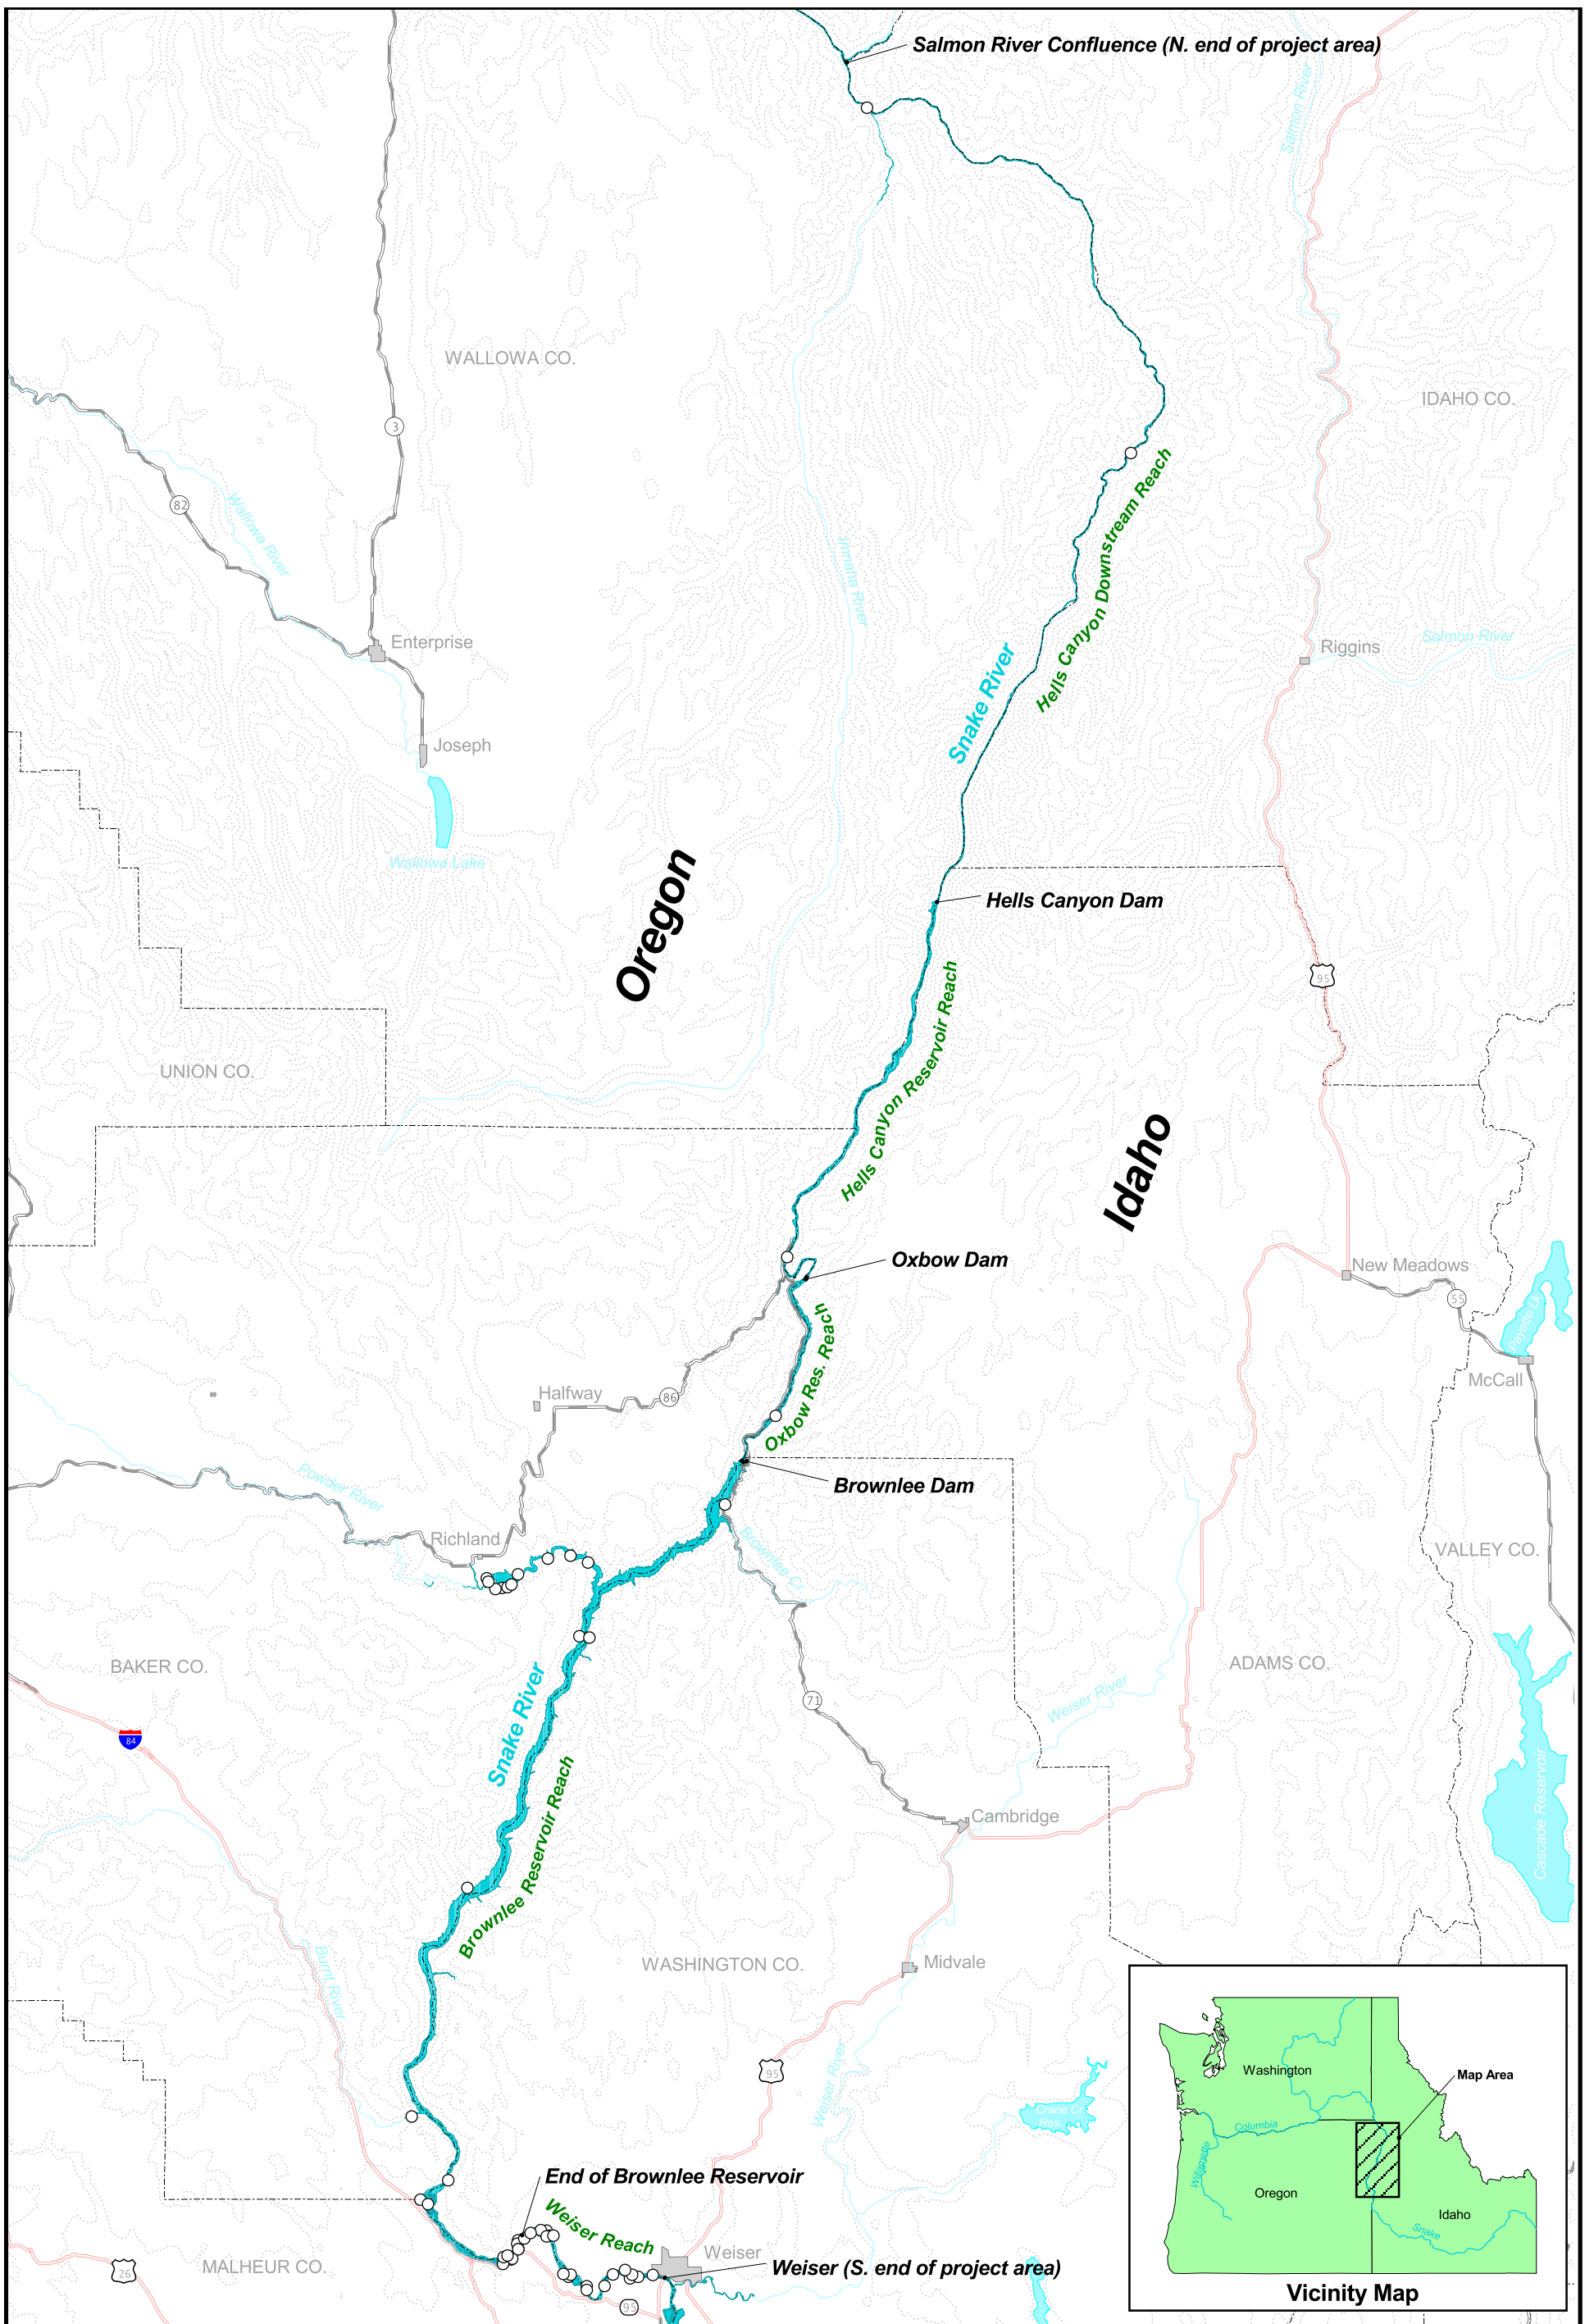 Salmon River Confluence (N. end of project area)
Salmon River
WALLOWA CO.
IDAHO CO.
3
82
Wallowa River
Hells Canyon Downstream Reach
Imnaha River
Enterprise
Riggins
Salmon River
Snake River
Joseph
Wallowa Lake
Oregon
Hells Canyon Dam
95
Hells Canyon Reservoir Reach
UNION CO.
Idaho
Oxbow Dam
New Meadows
55
Payette Lk
Oxbow Res. Reach
McCall
86
Halfway
86
Powder River
Brownlee Dam
Richland
Brownlee Cr.
VALLEY CO.
BAKER CO.
ADAMS CO.
Snake River
71
Weiser River
84
Brownlee Reservoir Reach
Cambridge
Cascade Reservoir
Burnt River
WASHINGTON CO.
Midvale
95
Weiser River
Crane Cr.
Res.
End of Brownlee Reservoir
Weiser Reach
Weiser
MALHEUR CO.
26
Weiser (S. end of project area)
95
Washington
Map Area
Columbia
Willamette
Oregon
Idaho
Snake
Vicinity Map